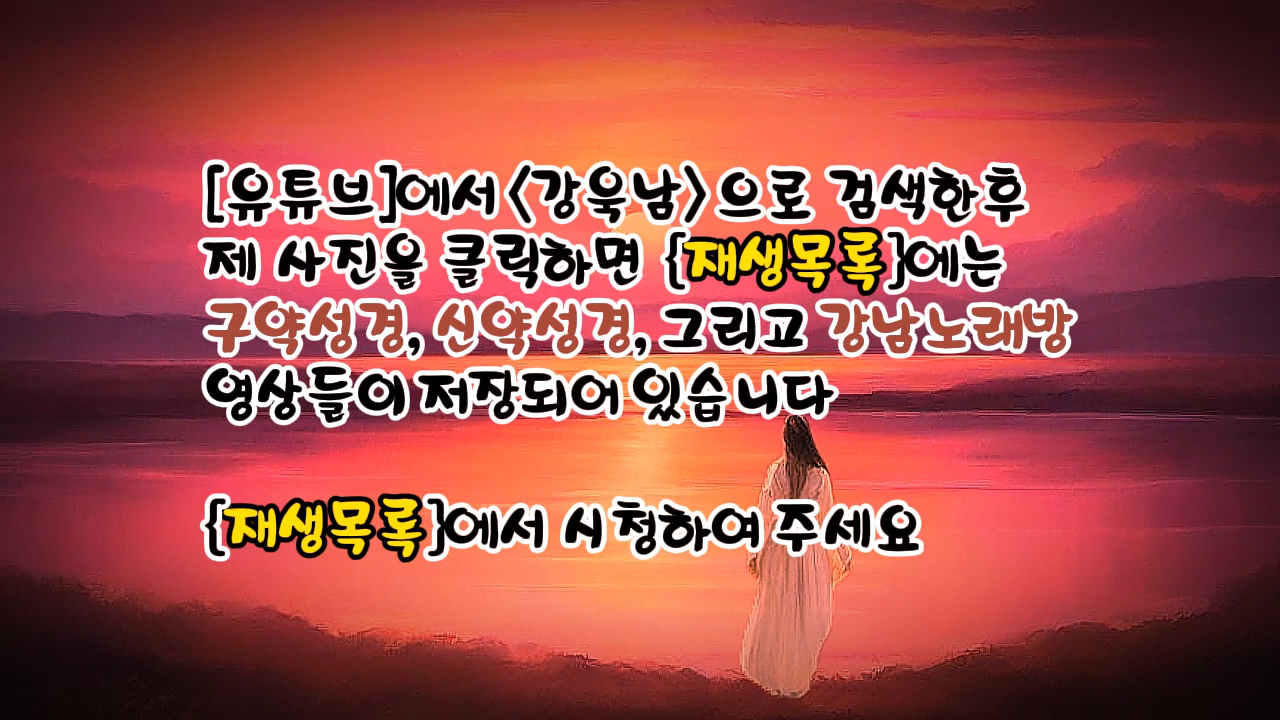 [유튜브]에서 <강욱남> 으로 검색한후
제 사진을 클릭하면 {재생목록}에는
구약성경, 신약성경, 그리고 강남노래방
영상들이 저장되어 있습니다
{재생목록}에서 시청하여 주세요